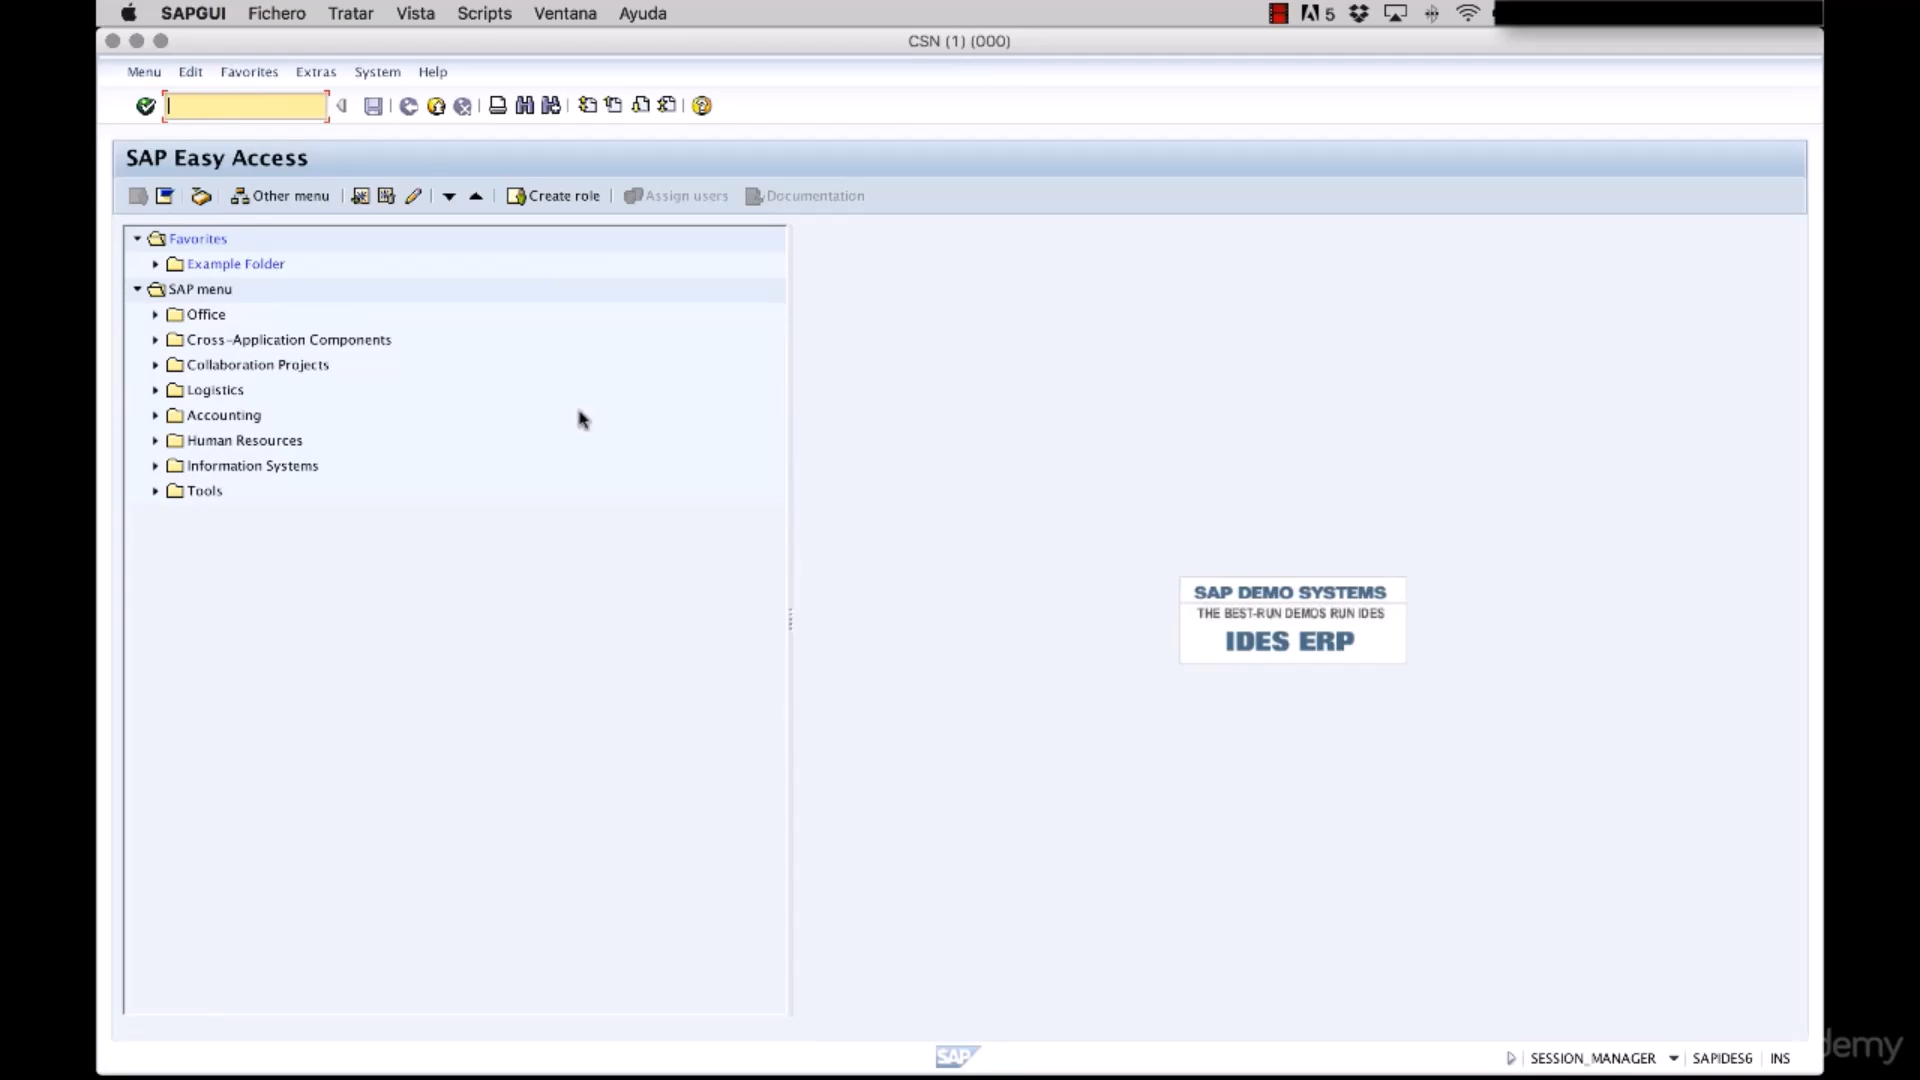 SAPGUI Fichero Tratar Vista Scripts Ventana Ayuda 5
CSN (1) (000)
Menu Edit Favorites Extras System Help
SAP Easy Access
Other menu Create role Assign users Documentation
Favorites
Example Folder
SAP menu
Office
Cross-Application Components
Collaboration Projects
Logistics
Accounting
Human Resources
Information Systems
Tools
SAP DEMO SYSTEMS
THE BEST-RUN DEMOS RUN IDES
IDES ERP
SAP SESSION_MANAGER SAPIDES6 INS